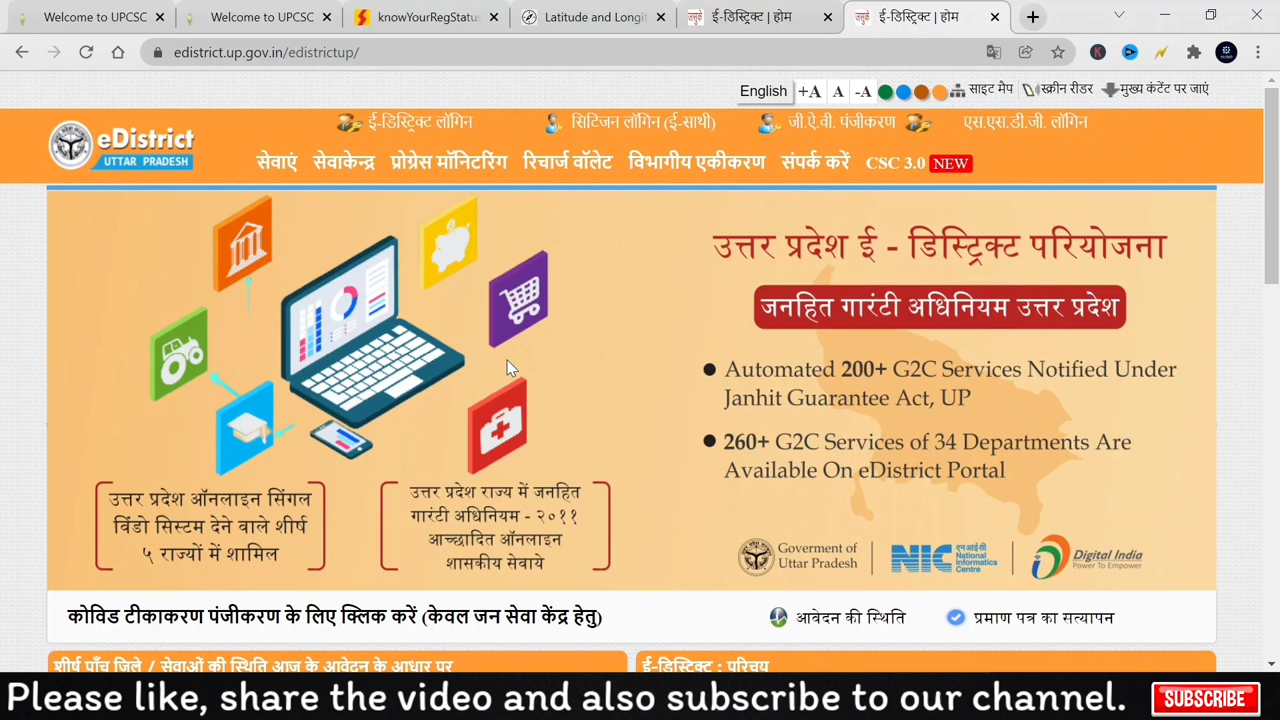 Welcome to UPCSC
Welcome to UPCSC
knowYourRegStatus
Latitude and Longit
ई-डिस्ट्रिक्ट | होम
ई-डिस्ट्रिक्ट | होम
edistrict.up.gov.in/edistrictup/
English +A A -A साइट मैप स्क्रीन रीडर मुख्य कंटेंट पर जाएं
eDistrict
UTTAR PRADESH
ई-डिस्ट्रिक्ट लॉगिन सिटिजन लॉगिन (ई-साथी) जी.ऐ.वी. पंजीकरण एस.एस.डी.जी. लॉगिन
सेवाएं सेवाकेन्द्र प्रोग्रेस मॉनिटरिंग रिचार्ज वॉलेट विभागीय एकीकरण संपर्क करें CSC 3.0 NEW
उत्तर प्रदेश ई - डिस्ट्रिक्ट परियोजना
जनहित गारंटी अधिनियम उत्तर प्रदेश
Automated 200+ G2C Services Notified Under
Janhit Guarantee Act, UP
260+ G2C Services of 34 Departments Are
Available On eDistrict Portal
उत्तर प्रदेश ऑनलाइन सिंगल
विंडो सिस्टम देने वाले शीर्ष
५ राज्यों में शामिल
उत्तर प्रदेश राज्य में जनहित
गारंटी अधिनियम - २०११
आच्छादित ऑनलाइन
शासकीय सेवाये
Goverment of
Uttar Pradesh
NIC एन आई सी
National
Informatics
Centre
Digital India
Power To Empower
कोविड टीकाकरण पंजीकरण के लिए क्लिक करें (केवल जन सेवा केंद्र हेतु)
आवेदन की स्थिति प्रमाण पत्र का सत्यापन
शीर्ष पाँच जिले / सेवाओं की स्थिति आज के आवेदन के आधार पर
ई-डिस्ट्रिक्ट : परिचय
Please like, share the video and also subscribe to our channel.
SUBSCRIBE